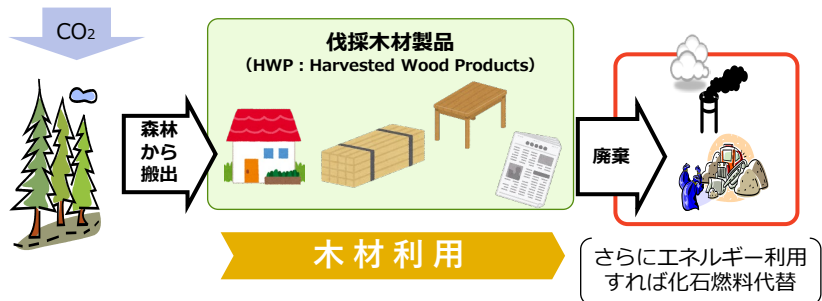 CO₂
伐採木材製品
（HWP：Harvested Wood Products）
森林
から
搬出
廃棄
木材利用
さらにエネルギー利用
すれば化石燃料代替